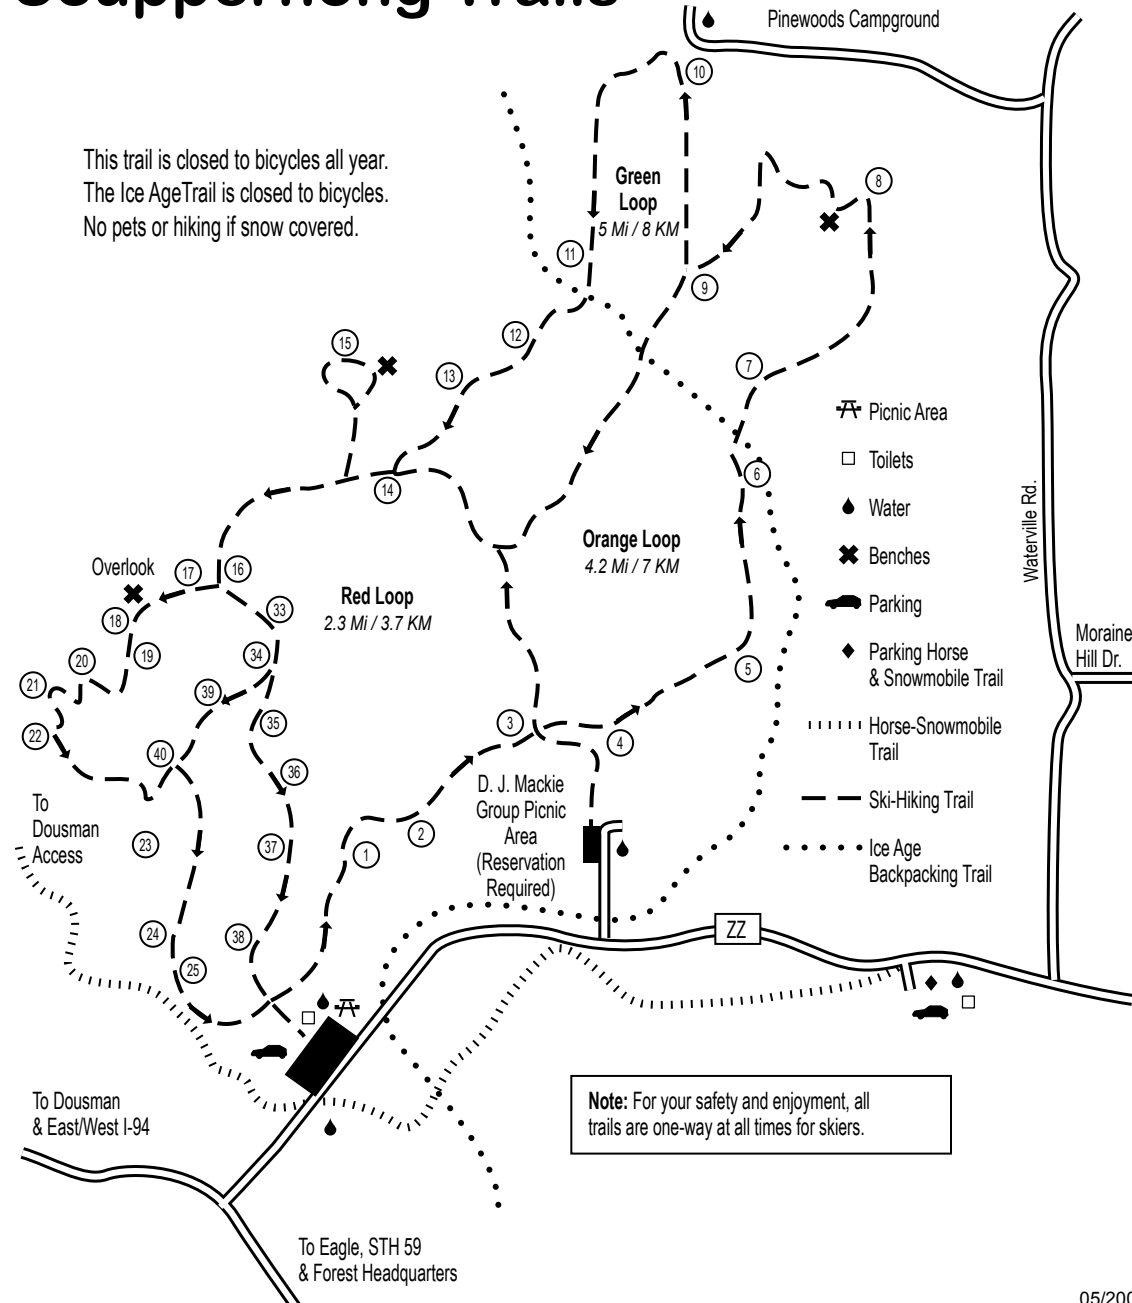 Pinewoods Campground
This trail is closed to bicycles all year.
The Ice AgeTrail is closed to bicycles.
No pets or hiking if snow covered.
10
Green
Loop
5 Mi / 8 KM
8
11
9
12
15
13
7
Picnic Area
Toilets
6
14
Water
Waterville Rd.
Orange Loop
4.2 Mi / 7 KM
Benches
Overlook
17
16
Red Loop
2.3 Mi / 3.7 KM
Parking
33
18
Moraine
Hill Dr.
Parking Horse
& Snowmobile Trail
19
34
20
5
21
39
35
3
22
4
Horse-Snowmobile
Trail
40
36
D. J. Mackie
Group Picnic
Area
(Reservation
Required)
To
Dousman
Access
Ski-Hiking Trail
2
23
37
1
Ice Age
Backpacking Trail
24
38
ZZ
25
To Dousman
& East/West I-94
Note: For your safety and enjoyment, all
trails are one-way at all times for skiers.
To Eagle, STH 59
& Forest Headquarters